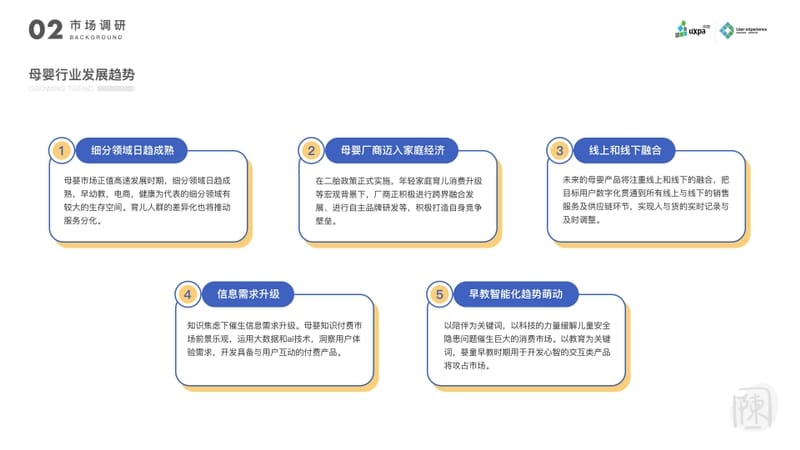 02 市场调研
BACKGROUND
uxpa
User eXperience
母婴行业发展趋势
GROWING TREND
1 细分领域日趋成熟
母婴市场正值高速发展时期，细分领域日趋成
熟，早幼教，电商，健康为代表的细分领域有
较大的生存空间。育儿人群的差异化也将推动
服务分化。
2 母婴厂商迈入家庭经济
在二胎政策正式实施、年轻家庭育儿消费升级
等宏观背景下，厂商正积极进行跨界融合发
展、进行自主品牌研发等，积极打造自身竞争
壁垒。
3 线上和线下融合
未来的母婴产品将注重线上和线下的融合，把
目标用户数字化贯通到所有线上与线下的销售
服务及供应链环节，实现人与货的实时记录与
及时调整。
4 信息需求升级
知识焦虑下催生信息需求升级。母婴知识付费市
场前景乐观，运用大数据和ai技术，洞察用户体
验需求，开发具备与用户互动的付费产品。
5 早教智能化趋势萌动
以陪伴为关键词，以科技的力量缓解儿童安全
隐患问题催生巨大的消费市场。以教育为关键
词，婴童早教时期用于开发心智的交互类产品
将攻占市场。
陳